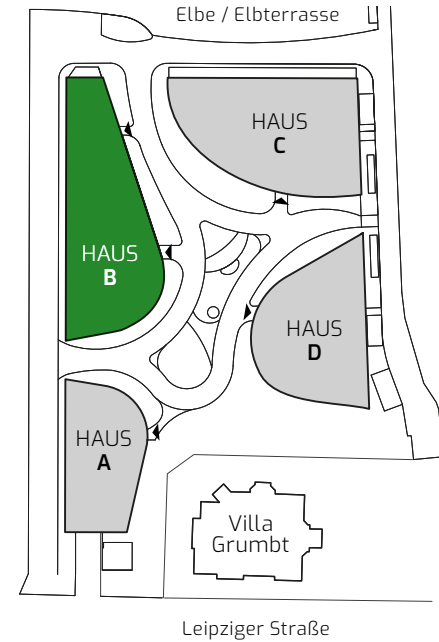 Elbe / Elbterrasse
HAUS
C
HAUS
B
HAUS
D
HAUS
A
Villa
Grumbt
Leipziger Straße